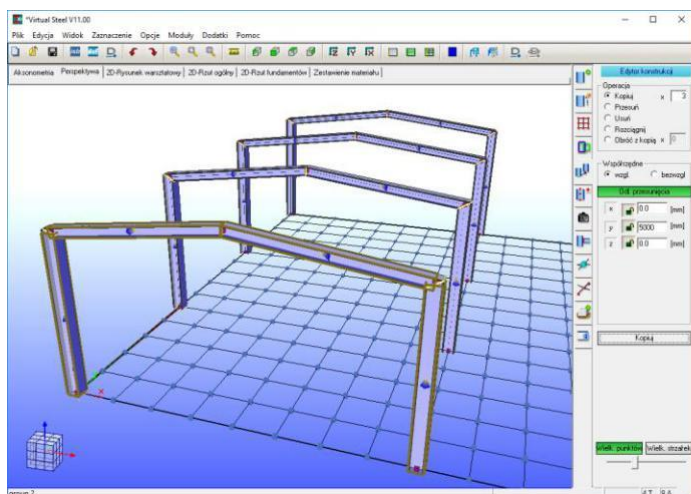 *Virtual Steel V11.00
Plik Edycja Widok Zaznaczenie Opcje Moduły Dodatki Pomoc
Aksonometria Perspektywa 2D-Rysunek warsztatowy 2D-Rzut ogólny 2D-Rzut fundamentów Zestawienie materiału
Edytor konstrukcji
Operacja
Kopiuj x 3
Przesuń
Usuń
Rozciągnij
Obróć z kopią x 0
Współrzędne
wzgl. bezwzgl
Odl. przesunięcia
x 0.0 [mm]
y 5000 [mm]
z 0.0 [mm]
Kopiuj
x
Wielk. punktów Wielk. strzałek